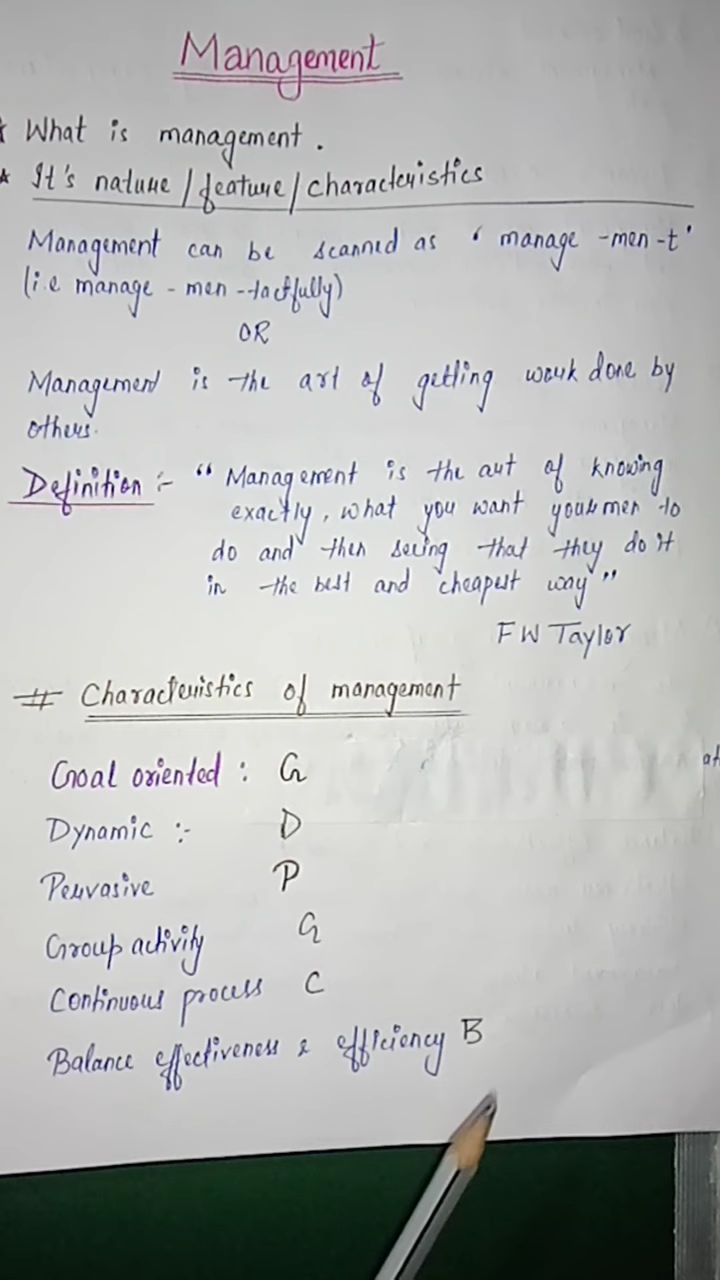 Management
* What is management.
* It's nature / feature / characteristics
Management can be scanned as ' manage -men -t'
(i.e manage - men - tactfully)
OR
Management is the art of getting work done by
others.
Definition :- " Management is the art of knowing
exactly, what you want your men to
do and then seeing that they do it
in the best and cheapest way"
FW Taylor
# Characteristics of management
Goal oriented : G
at
Dynamic :- D
Pervasive P
Group activity G
Continuous process C
Balance effectiveness & efficiency B